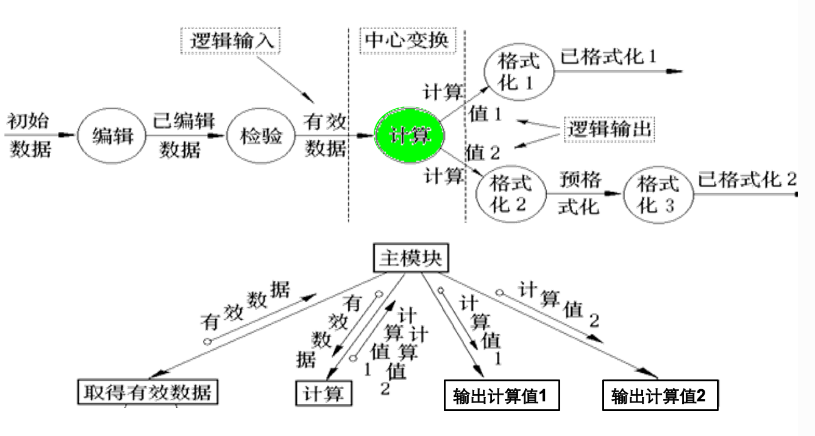 逻辑输入
中心变换
格式
化 1
已格式化 1
初始
数据
编辑
已编辑
数据
检验
有效
数据
计算
计算
值 1
逻辑输出
值 2
计算
格式
化 2
预格
式化
格式
化 3
已格式化 2
主模块
有效数据
有效数据
计算值1
计算值2
计算值1
计算值2
取得有效数据
计算
输出计算值1
输出计算值2